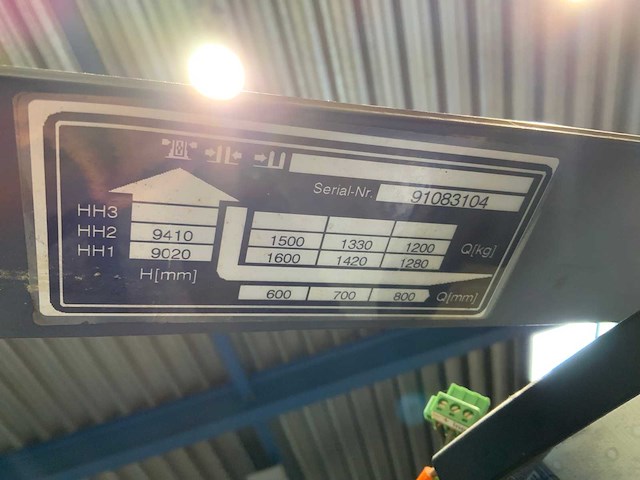 Serial-Nr. 91083104
HH3
HH2 9410 1500 1330 1200 Q[kg]
HH1 9020 1600 1420 1280
H[mm]
600 700 800 Q[mm]